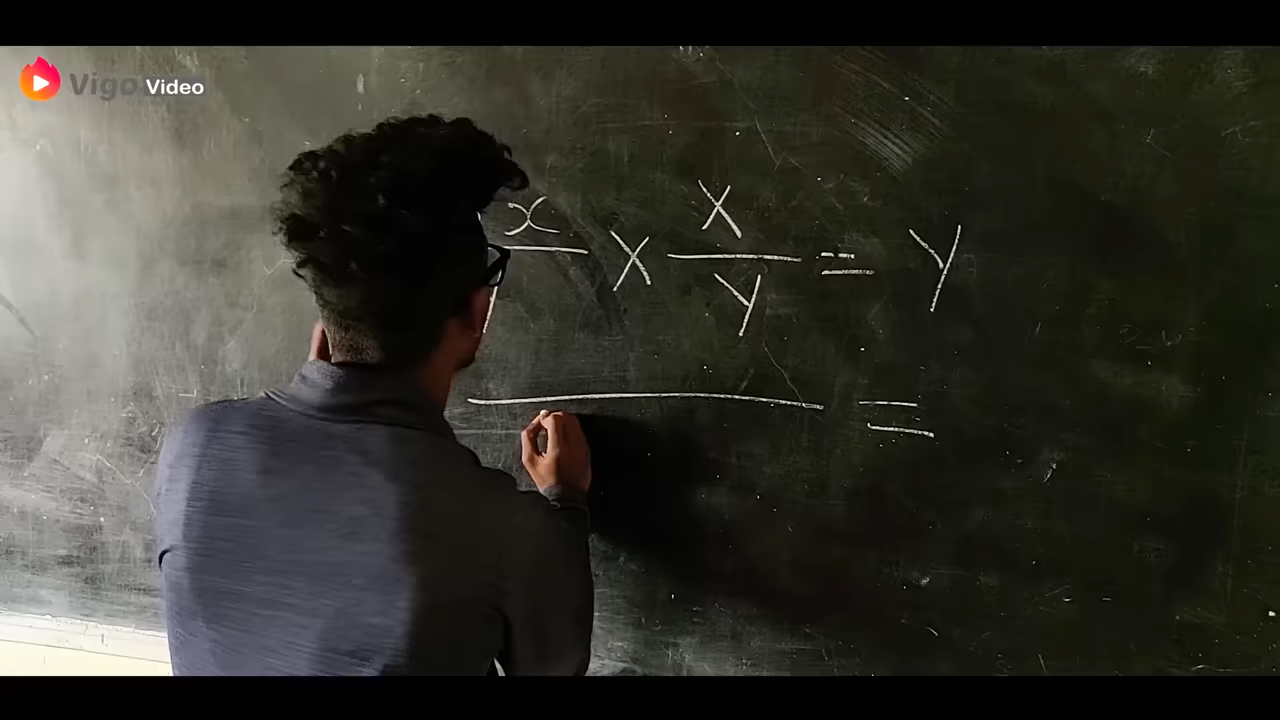 Vigo Video
x/ x X/Y = Y
=